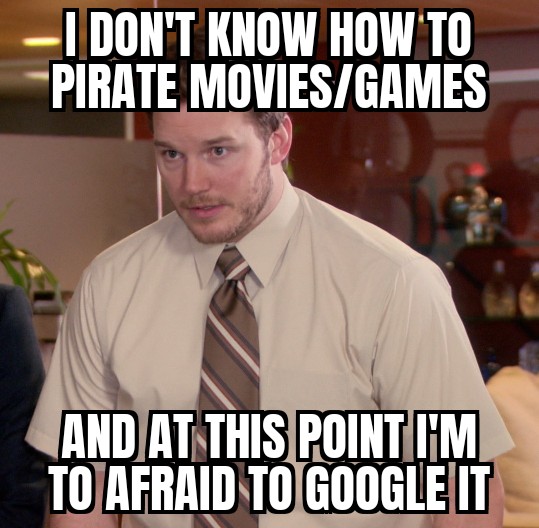 I DON'T KNOW HOW TO
PIRATE MOVIES/GAMES
AND AT THIS POINT I'M
TO AFRAID TO GOOGLE IT